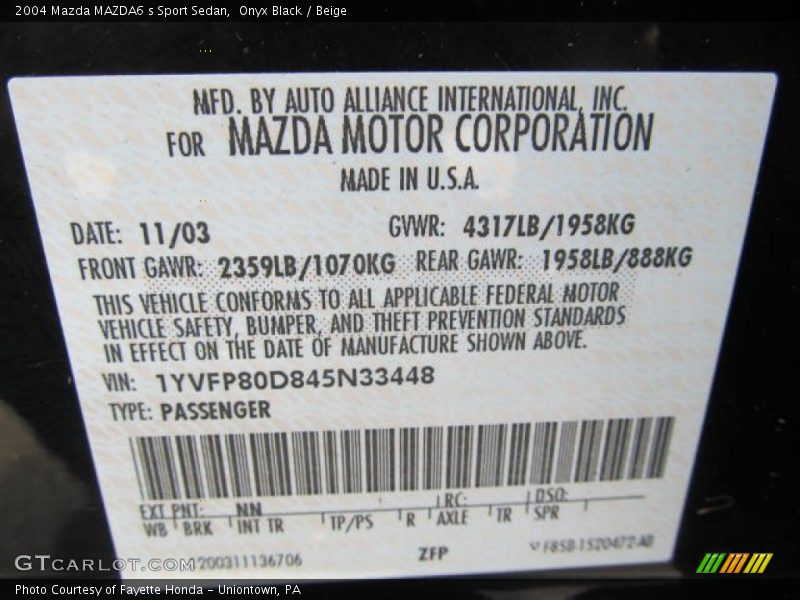 2004 Mazda MAZDA6 s Sport Sedan,  Onyx Black / Beige
MFD. BY AUTO ALLIANCE INTERNATIONAL, INC.
FOR MAZDA MOTOR CORPORATION
MADE IN U.S.A.
DATE: 11/03 GVWR: 4317LB/1958KG
FRONT GAWR: 2359LB/1070KG REAR GAWR: 1958LB/888KG
THIS VEHICLE CONFORMS TO ALL APPLICABLE FEDERAL MOTOR
VEHICLE SAFETY, BUMPER, AND THEFT PREVENTION STANDARDS
IN EFFECT ON THE DATE OF MANUFACTURE SHOWN ABOVE.
VIN: 1YVFP80D845N33448
TYPE: PASSENGER
EXT PNT: NN LRC: DSO:
WB BRK INT TR TP/PS R AXLE TR SPR
200311136706 ZFP F85B-1520472-AB
GTCARLOT.COM
Photo Courtesy of Fayette Honda - Uniontown, PA